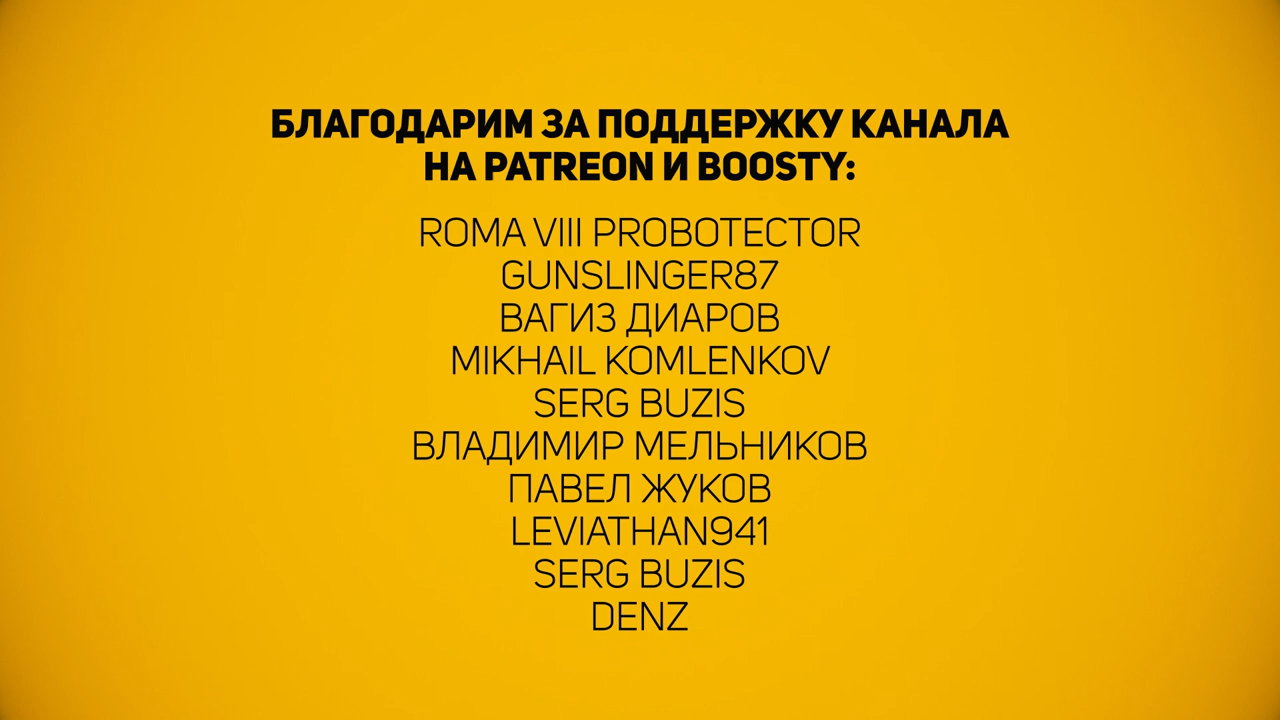 БЛАГОДАРИМ ЗА ПОДДЕРЖКУ КАНАЛА
НА PATREON И BOOSTY:
ROMA VIII PROBOTECTOR
GUNSLINGER87
ВАГИЗ ДИАРОВ
MIKHAIL KOMLENKOV
SERG BUZIS
ВЛАДИМИР МЕЛЬНИКОВ
ПАВЕЛ ЖУКОВ
LEVIATHAN941
SERG BUZIS
DENZ